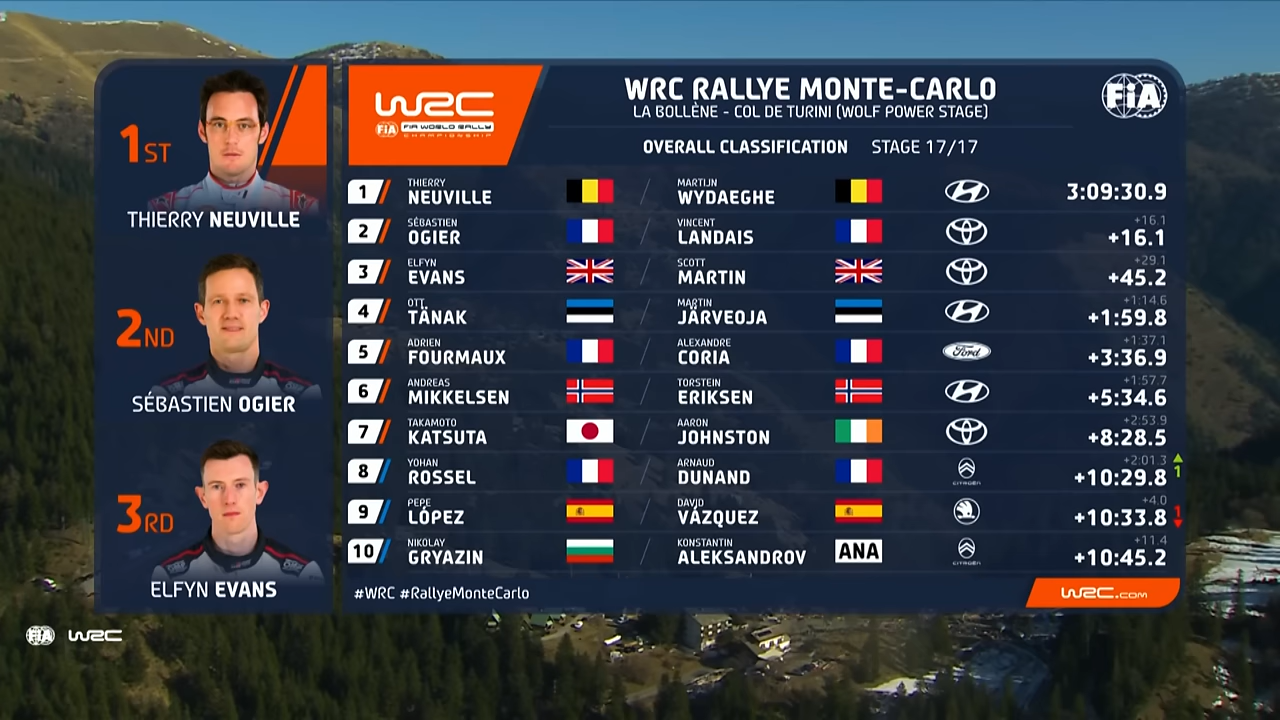 1ST
THIERRY NEUVILLE
2ND
SÉBASTIEN OGIER
3RD
ELFYN EVANS
WRC
FIA WORLD RALLY
CHAMPIONSHIP
WRC RALLYE MONTE-CARLO
LA BOLLÈNE - COL DE TURINI (WOLF POWER STAGE)
OVERALL CLASSIFICATION STAGE 17/17
FIA
1 THIERRY NEUVILLE / MARTIJN WYDAEGHE 3:09:30.9
2 SÉBASTIEN OGIER / VINCENT LANDAIS +16.1 +16.1
3 ELFYN EVANS / SCOTT MARTIN +29.1 +45.2
4 OTT TÄNAK / MARTIN JÄRVEOJA +1:14.6 +1:59.8
5 ADRIEN FOURMAUX / ALEXANDRE CORIA Ford +1:37.1 +3:36.9
6 ANDREAS MIKKELSEN / TORSTEIN ERIKSEN +1:57.7 +5:34.6
7 TAKAMOTO KATSUTA / AARON JOHNSTON +2:53.9 +8:28.5
8 YOHAN ROSSEL / ARNAUD DUNAND CITROËN +2:01.3 +10:29.8 1
9 PEPE LÓPEZ / DAVID VÁZQUEZ +4.0 +10:33.8 1
10 NIKOLAY GRYAZIN / KONSTANTIN ALEKSANDROV ANA CITROËN +11.4 +10:45.2
#WRC #RallyeMonteCarlo
WRC.COM
FIA WRC